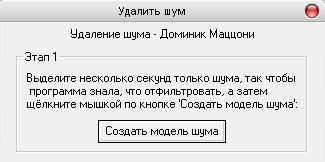 Удалить шум
Удаление шума - Доминик Маццони
Этап 1
Выделите несколько секунд только шума, так чтобы
программа знала, что отфильтровать, а затем
щёлкните мышкой по кнопке 'Создать модель шума':
Создать модель шума